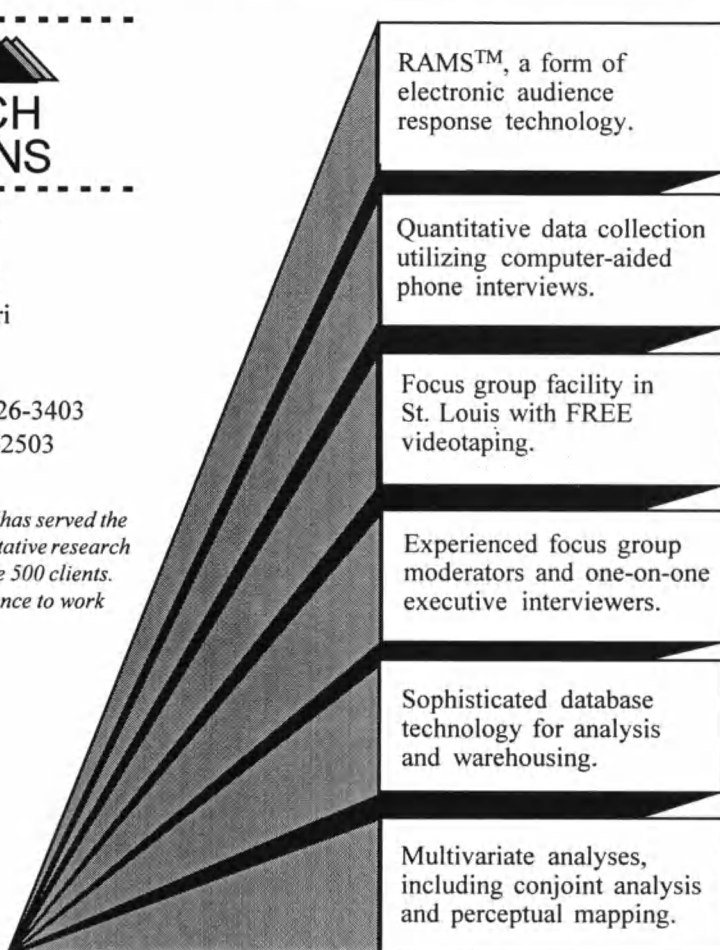 CH
NS
ri
26-3403
2503
has served the
tative research
e 500 clients.
nce to work
RAMS™, a form of
electronic audience
response technology.
Quantitative data collection
utilizing computer-aided
phone interviews.
Focus group facility in
St. Louis with FREE
videotaping.
Experienced focus group
moderators and one-on-one
executive interviewers.
Sophisticated database
technology for analysis
and warehousing.
Multivariate analyses,
including conjoint analysis
and perceptual mapping.